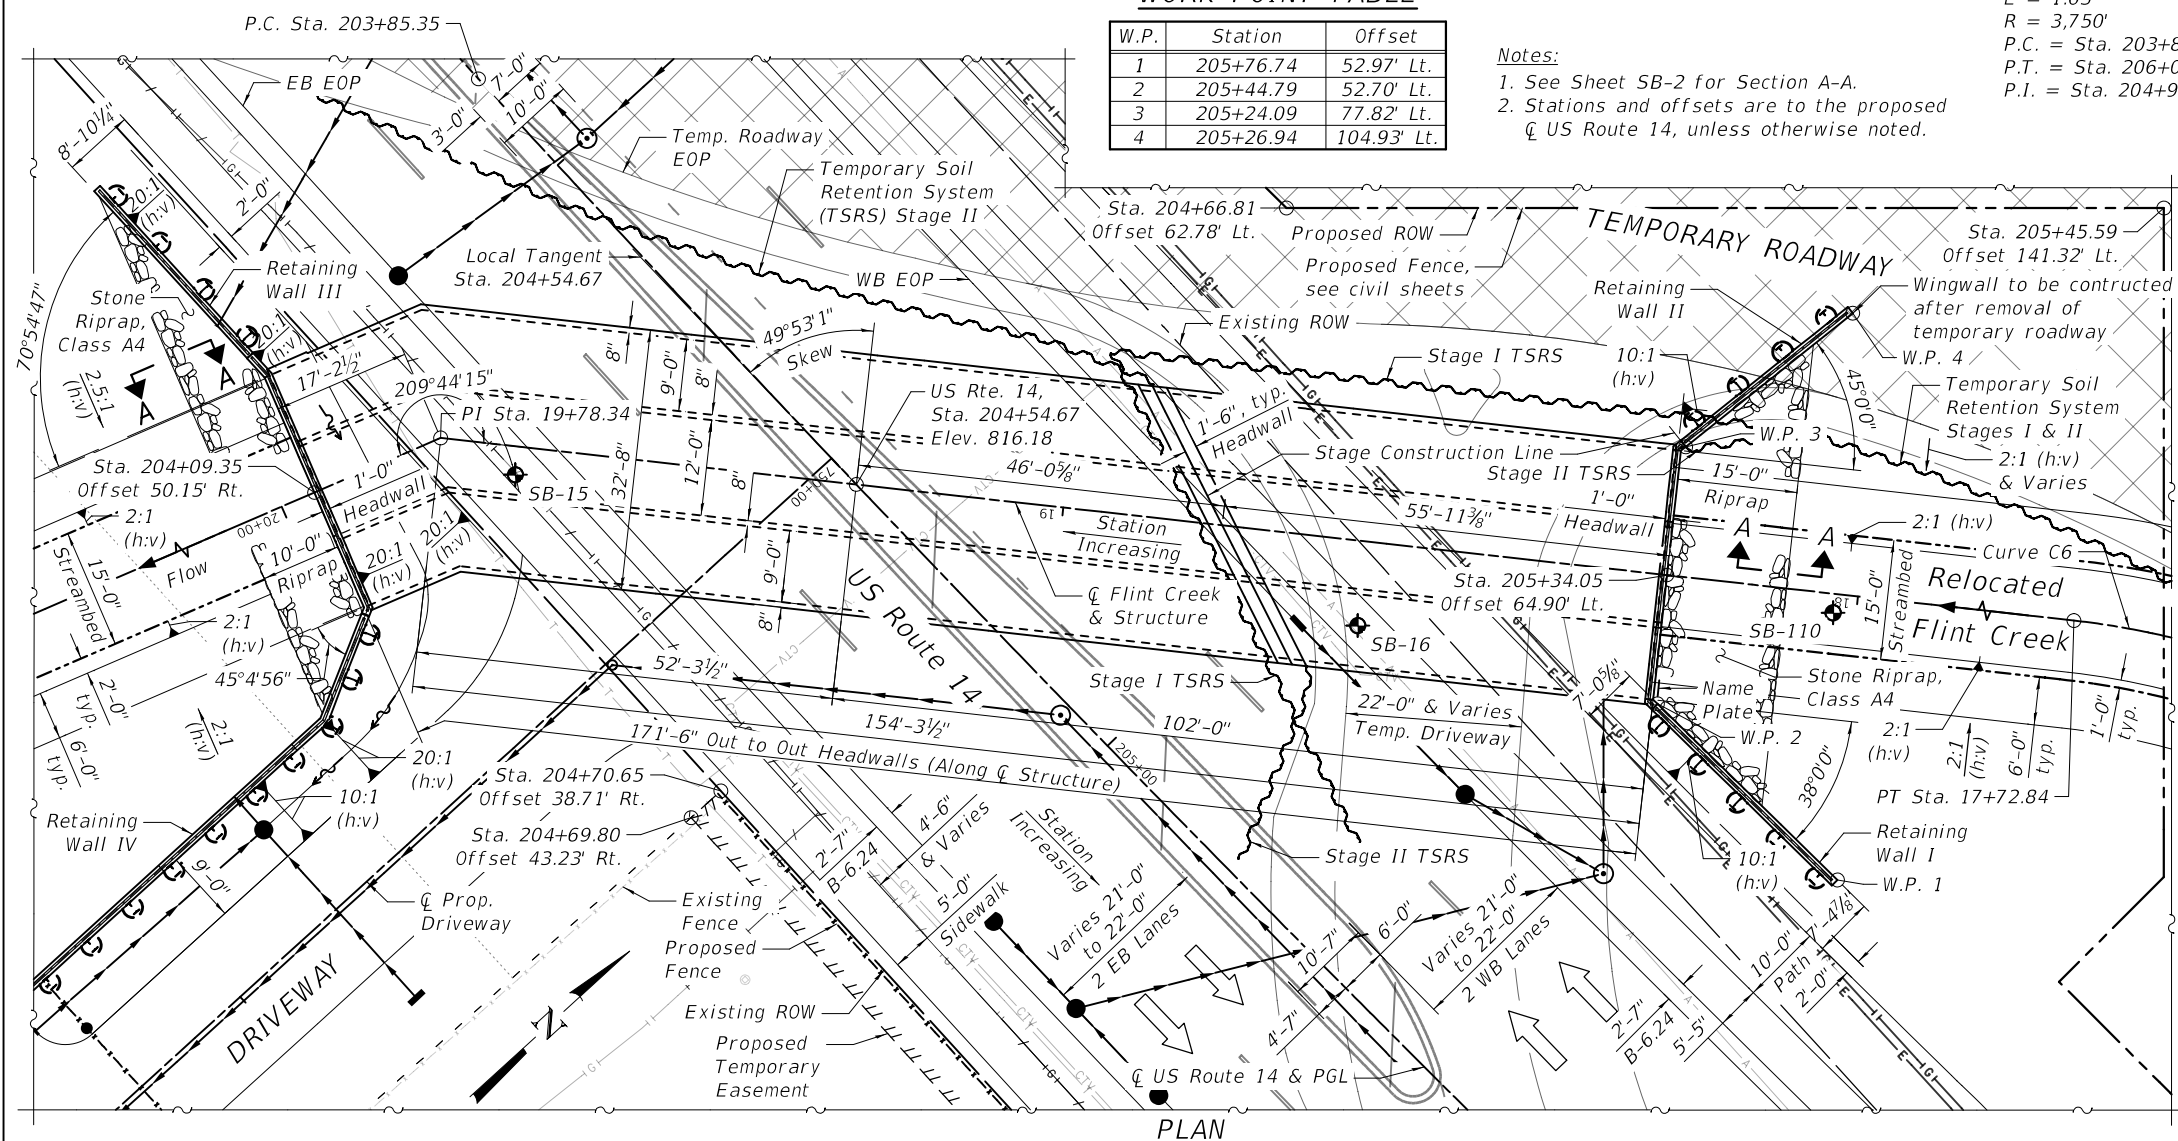 WORK POINT TABLE
W.P. Station Offset
1 205+76.74 52.97' Lt.
2 205+44.79 52.70' Lt.
3 205+24.09 77.82' Lt.
4 205+26.94 104.93' Lt.
Notes:
1. See Sheet SB-2 for Section A-A.
2. Stations and offsets are to the proposed
℄ US Route 14, unless otherwise noted.
R = 3,750'
P.C. = Sta. 203+8
P.T. = Sta. 206+0
P.I. = Sta. 204+9
P.C. Sta. 203+85.35
EB EOP
8'-10¼"
2'-0"
20:1
(h:v)
3'-0"
7'-0"
10'-0"
Temp. Roadway
EOP
Temporary Soil
Retention System
(TSRS) Stage II
Local Tangent
Sta. 204+54.67
WB EOP
Sta. 204+66.81
Offset 62.78' Lt.
Proposed ROW
Proposed Fence,
see civil sheets
TEMPORARY ROADWAY
Sta. 205+45.59
Offset 141.32' Lt.
Wingwall to be contructed
after removal of
temporary roadway
W.P. 4
Retaining
Wall II
Existing ROW
Stage I TSRS
10:1
(h:v)
45°0'0"
Temporary Soil
Retention System
Stages I & II
2:1 (h:v)
& Varies
W.P. 3
Retaining
Wall III
Stone
Riprap,
Class A4
70°54'47"
2.5:1
(h:v)
A
A
20:1
(h:v)
17'-2½"
209°44'15"
PI Sta. 19+78.34
8"
9'-0"
8"
32'-8"
12'-0"
8"
9'-0"
8"
49°53'1"
Skew
US Rte. 14,
Sta. 204+54.67
Elev. 816.18
1'-6", typ.
Headwall
Stage Construction Line
Stage II TSRS
46'-0⅝"
55'-11⅜"
1'-0"
Headwall
15'-0"
Riprap
A A
2:1 (h:v)
Curve C6
Relocated
Flint Creek
Streambed
15'-0"
18
SB-110
Sta. 204+09.35
Offset 50.15' Rt.
1'-0"
Headwall
SB-15
2:1
(h:v)
20+00
Flow
10'-0"
Riprap
20:1
(h:v)
20:1
(h:v)
Streambed
15'-0"
2:1
(h:v)
45°4'56"
2'-0"
typ.
6'-0"
typ.
2:1
(h:v)
750+00
19
Station
Increasing
℄ Flint Creek
& Structure
US Route 14
Sta. 205+34.05
Offset 64.90' Lt.
SB-16
Stage I TSRS
52'-3½"
154'-3½"
102'-0"
171'-6" Out to Out Headwalls (Along ℄ Structure)
22'-0" & Varies
Temp. Driveway
7'-0⅝"
Name
Plate
W.P. 2
Stone Riprap,
Class A4
2:1
(h:v)
2:1
(h:v)
6'-0"
typ.
1'-0"
typ.
38°0'0"
PT Sta. 17+72.84
Retaining
Wall I
W.P. 1
10:1
(h:v)
20:1
(h:v)
10:1
(h:v)
Retaining
Wall IV
9'-0"
Sta. 204+70.65
Offset 38.71' Rt.
Sta. 204+69.80
Offset 43.23' Rt.
205+00
Stage II TSRS
℄ Prop.
Driveway
DRIVEWAY
Existing
Fence
Proposed
Fence
Existing ROW
Proposed
Temporary
Easement
N
2'-7"
B-6.24
4'-6"
& Varies
5'-0"
Sidewalk
Station
Increasing
Varies 21'-0"
to 22'-0"
2 EB Lanes
10'-7"
6'-0"
4'-7"
Varies 21'-0"
to 22'-0"
2 WB Lanes
2'-7"
B-6.24
5'-5"
10'-0"
Path
7'-4⅞"
2'-0"
℄ US Route 14 & PGL
PLAN